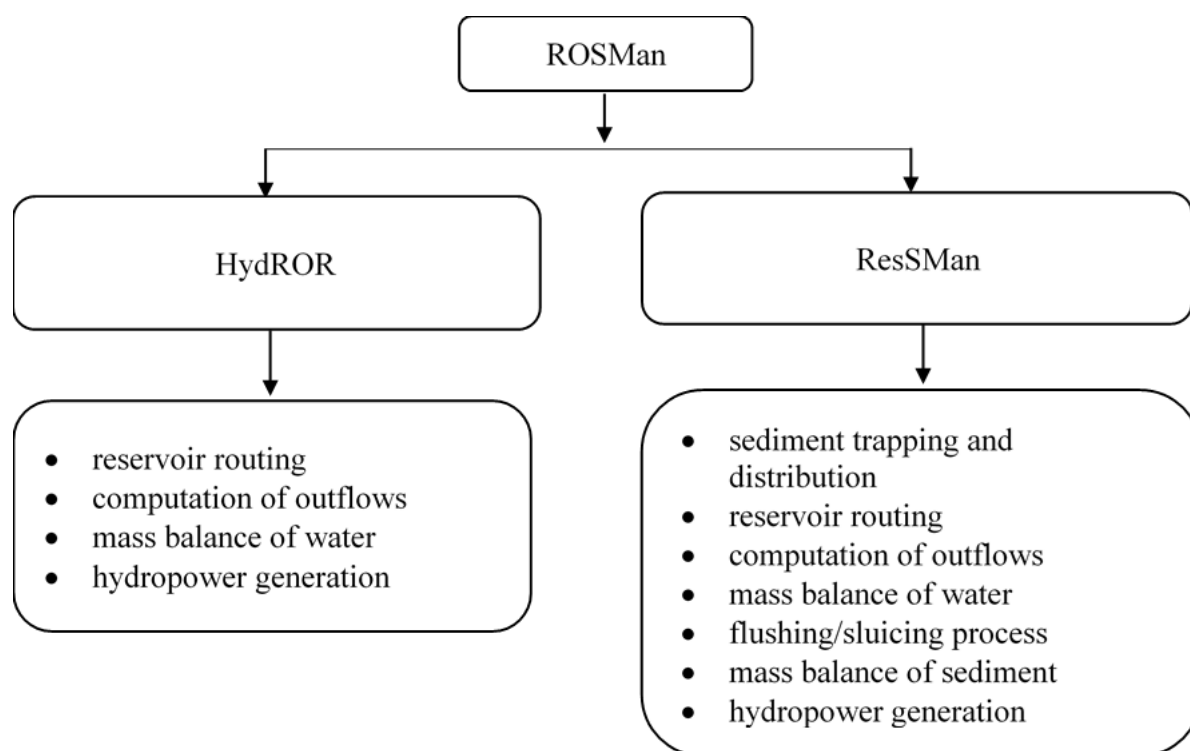 ROSMan
HydROR
ResSMan
• reservoir routing
• computation of outflows
• mass balance of water
• hydropower generation
• sediment trapping and
distribution
• reservoir routing
• computation of outflows
• mass balance of water
• flushing/sluicing process
• mass balance of sediment
• hydropower generation